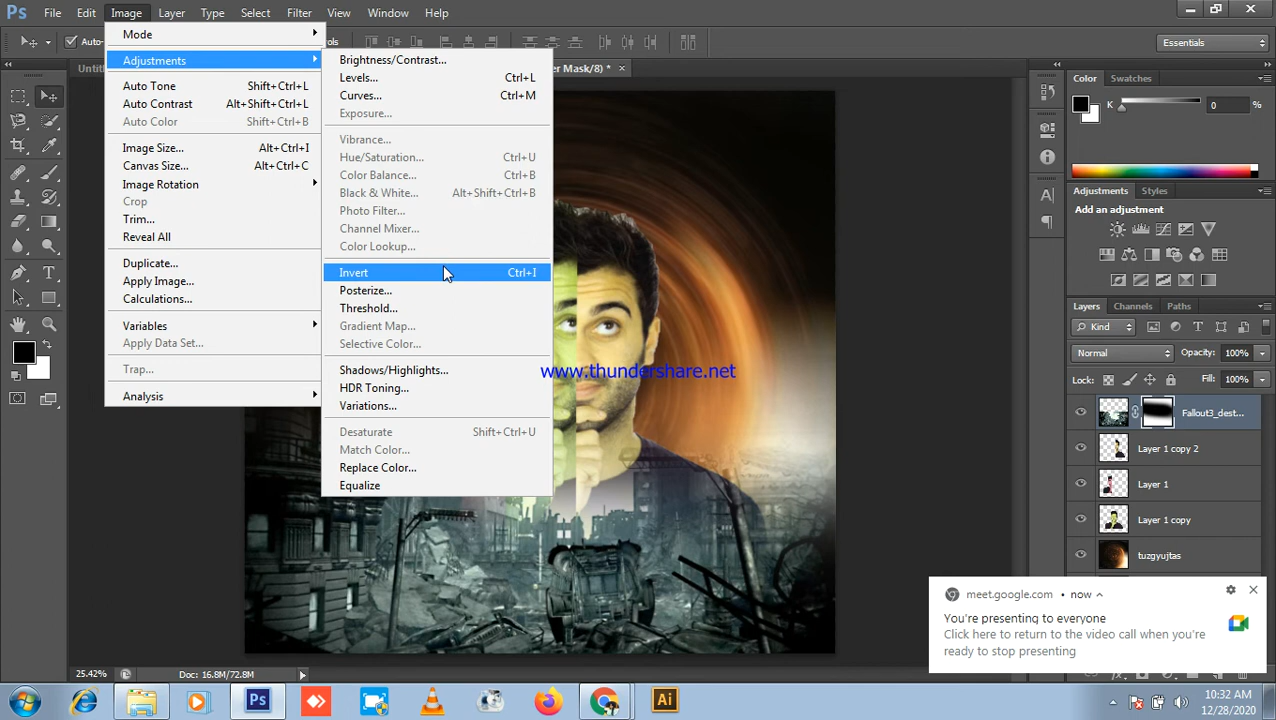 Ps File Edit Image Layer Type Select Filter View Window Help
Auto-
Essentials
Mode
Adjustments
Auto Tone Shift+Ctrl+L
Auto Contrast Alt+Shift+Ctrl+L
Auto Color Shift+Ctrl+B
Image Size... Alt+Ctrl+I
Canvas Size... Alt+Ctrl+C
Image Rotation
Crop
Trim...
Reveal All
Duplicate...
Apply Image...
Calculations...
Variables
Apply Data Set...
Trap...
Analysis
Brightness/Contrast...
Levels... Ctrl+L
Curves... Ctrl+M
Exposure...
Vibrance...
Hue/Saturation... Ctrl+U
Color Balance... Ctrl+B
Black & White... Alt+Shift+Ctrl+B
Photo Filter...
Channel Mixer...
Color Lookup...
Invert Ctrl+I
Posterize...
Threshold...
Gradient Map...
Selective Color...
Shadows/Highlights...
HDR Toning...
Variations...
Desaturate Shift+Ctrl+U
Match Color...
Replace Color...
Equalize
Mask/8) * ×
www.thundershare.net
Color Swatches
K 0 %
Adjustments Styles
Add an adjustment
Layers Channels Paths
Kind
Normal Opacity: 100%
Lock: Fill: 100%
Fallout3_dest...
Layer 1 copy 2
Layer 1
Layer 1 copy
tuzgyujtas
meet.google.com • now
You're presenting to everyone
Click here to return to the video call when you're
ready to stop presenting
25.42% Doc: 16.8M/72.8M
Ps Ai
10:32 AM
12/28/2020